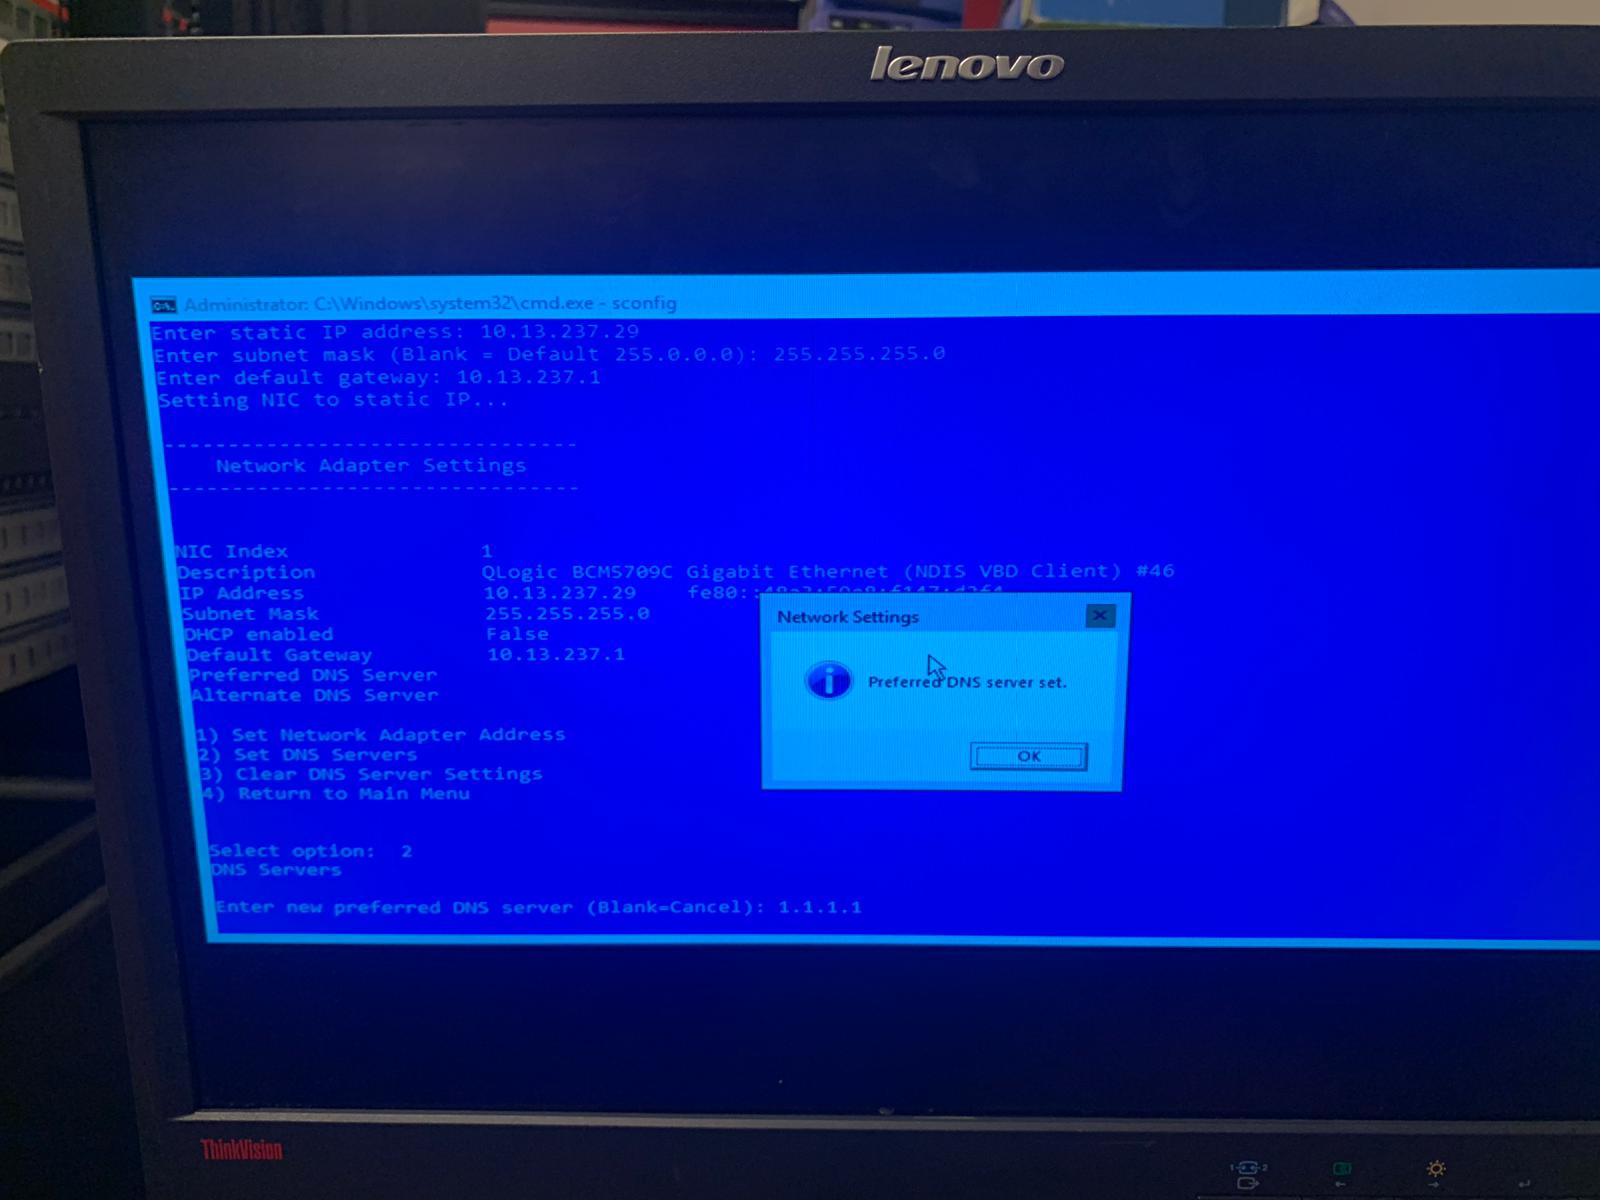 lenovo
Administrator: C:\Windows\system32\cmd.exe - sconfig
Enter static IP address: 10.13.237.29
Enter subnet mask (Blank = Default 255.0.0.0): 255.255.255.0
Enter default gateway: 10.13.237.1
Setting NIC to static IP...
--------------------------------
Network Adapter Settings
--------------------------------
NIC Index 1
Description QLogic BCM5709C Gigabit Ethernet (NDIS VBD Client) #46
IP Address 10.13.237.29 fe80::
Subnet Mask 255.255.255.0
DHCP enabled False
Default Gateway 10.13.237.1
Preferred DNS Server
Alternate DNS Server
1) Set Network Adapter Address
2) Set DNS Servers
3) Clear DNS Server Settings
4) Return to Main Menu
Select option: 2
DNS Servers
Enter new preferred DNS server (Blank=Cancel): 1.1.1.1
Network Settings
Preferred DNS server set.
OK
ThinkVision